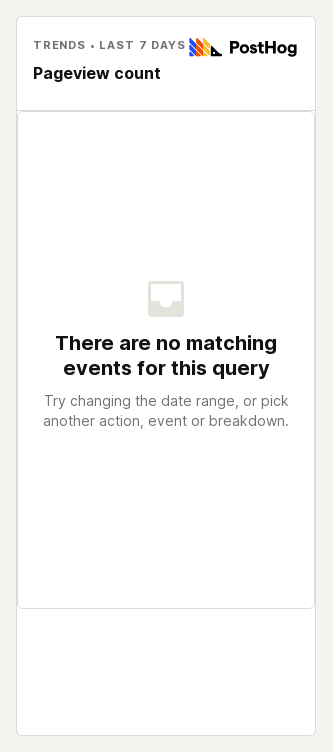 TRENDS • LAST 7 DAYS
PostHog
Pageview count
There are no matching
events for this query
Try changing the date range, or pick
another action, event or breakdown.